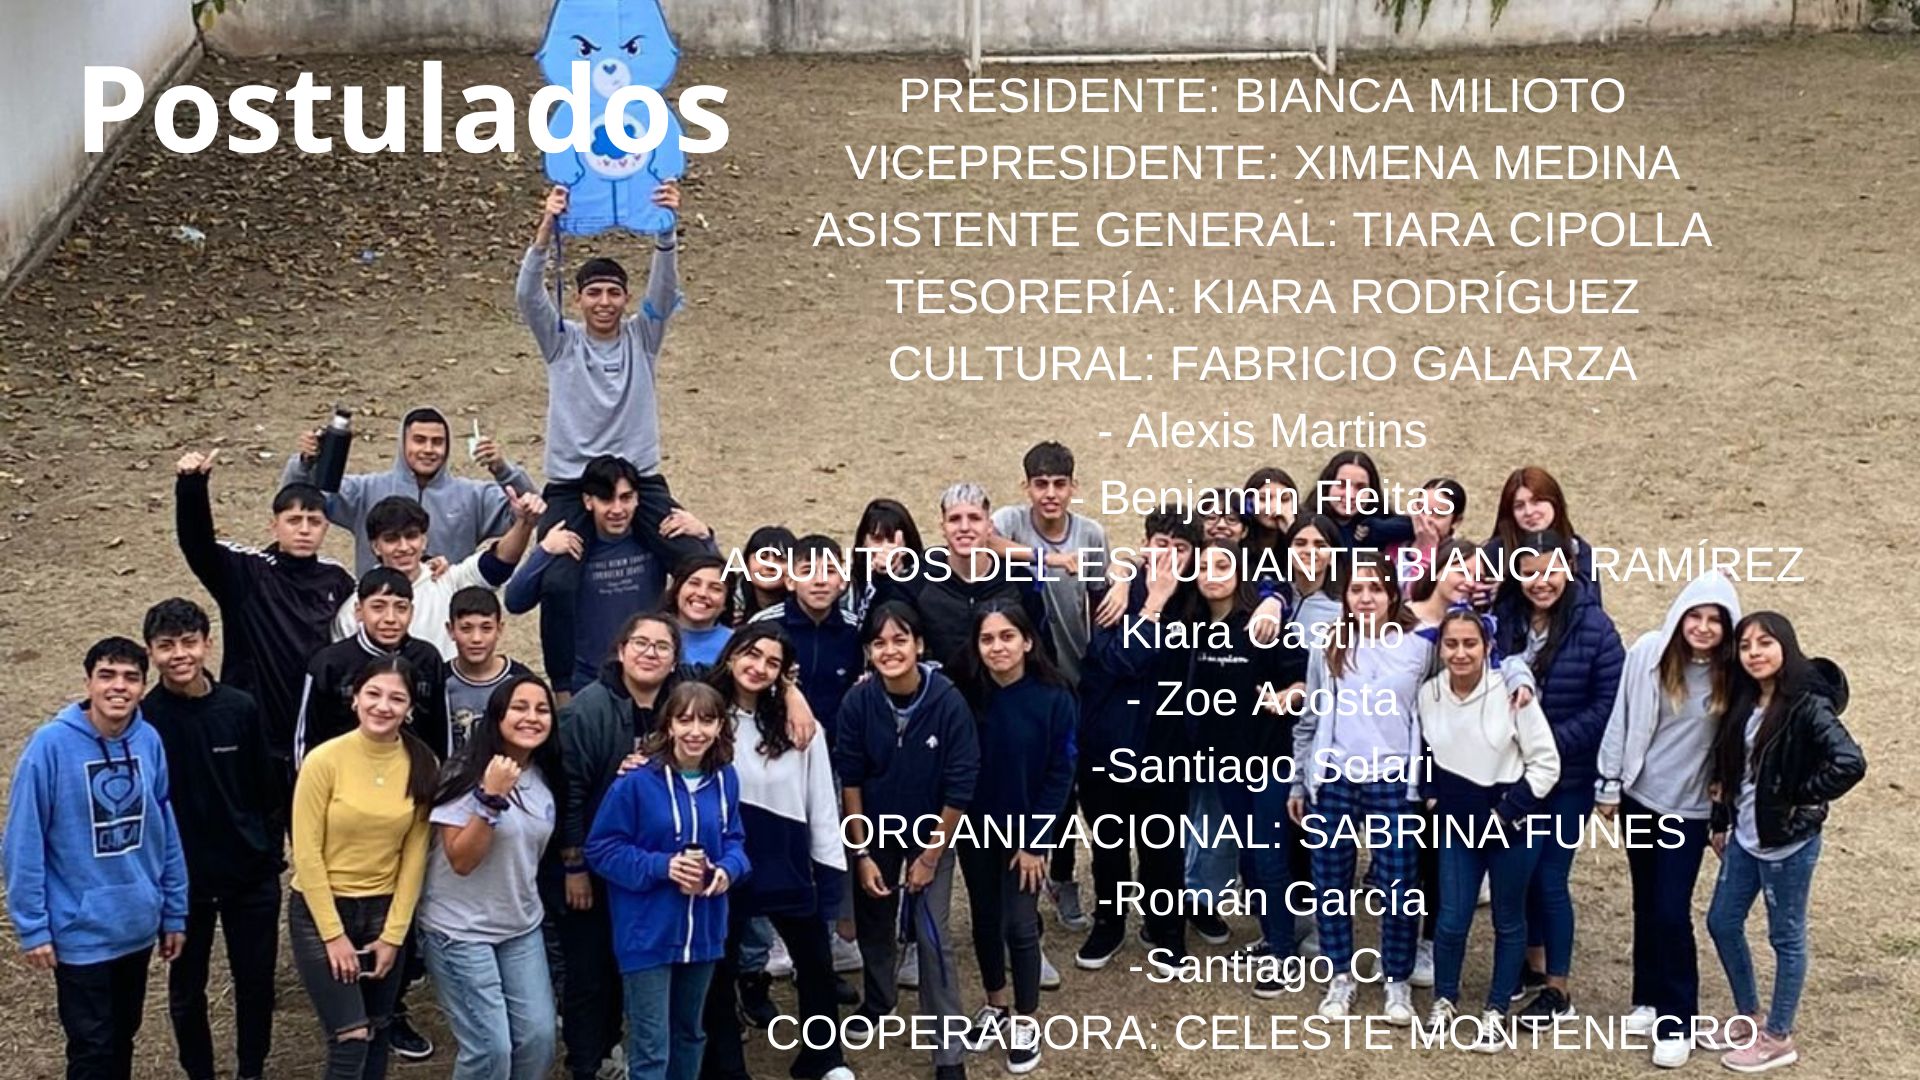 Postulados
PRESIDENTE: BIANCA MILIOTO
VICEPRESIDENTE: XIMENA MEDINA
ASISTENTE GENERAL: TIARA CIPOLLA
TESORERÍA: KIARA RODRÍGUEZ
CULTURAL: FABRICIO GALARZA
- Alexis Martins
- Benjamin Fleitas
ASUNTOS DEL ESTUDIANTE:BIANCA RAMÍREZ
Kiara Castillo
- Zoe Acosta
-Santiago Solari
ORGANIZACIONAL: SABRINA FUNES
-Román García
-Santiago C.
COOPERADORA: CELESTE MONTENEGRO